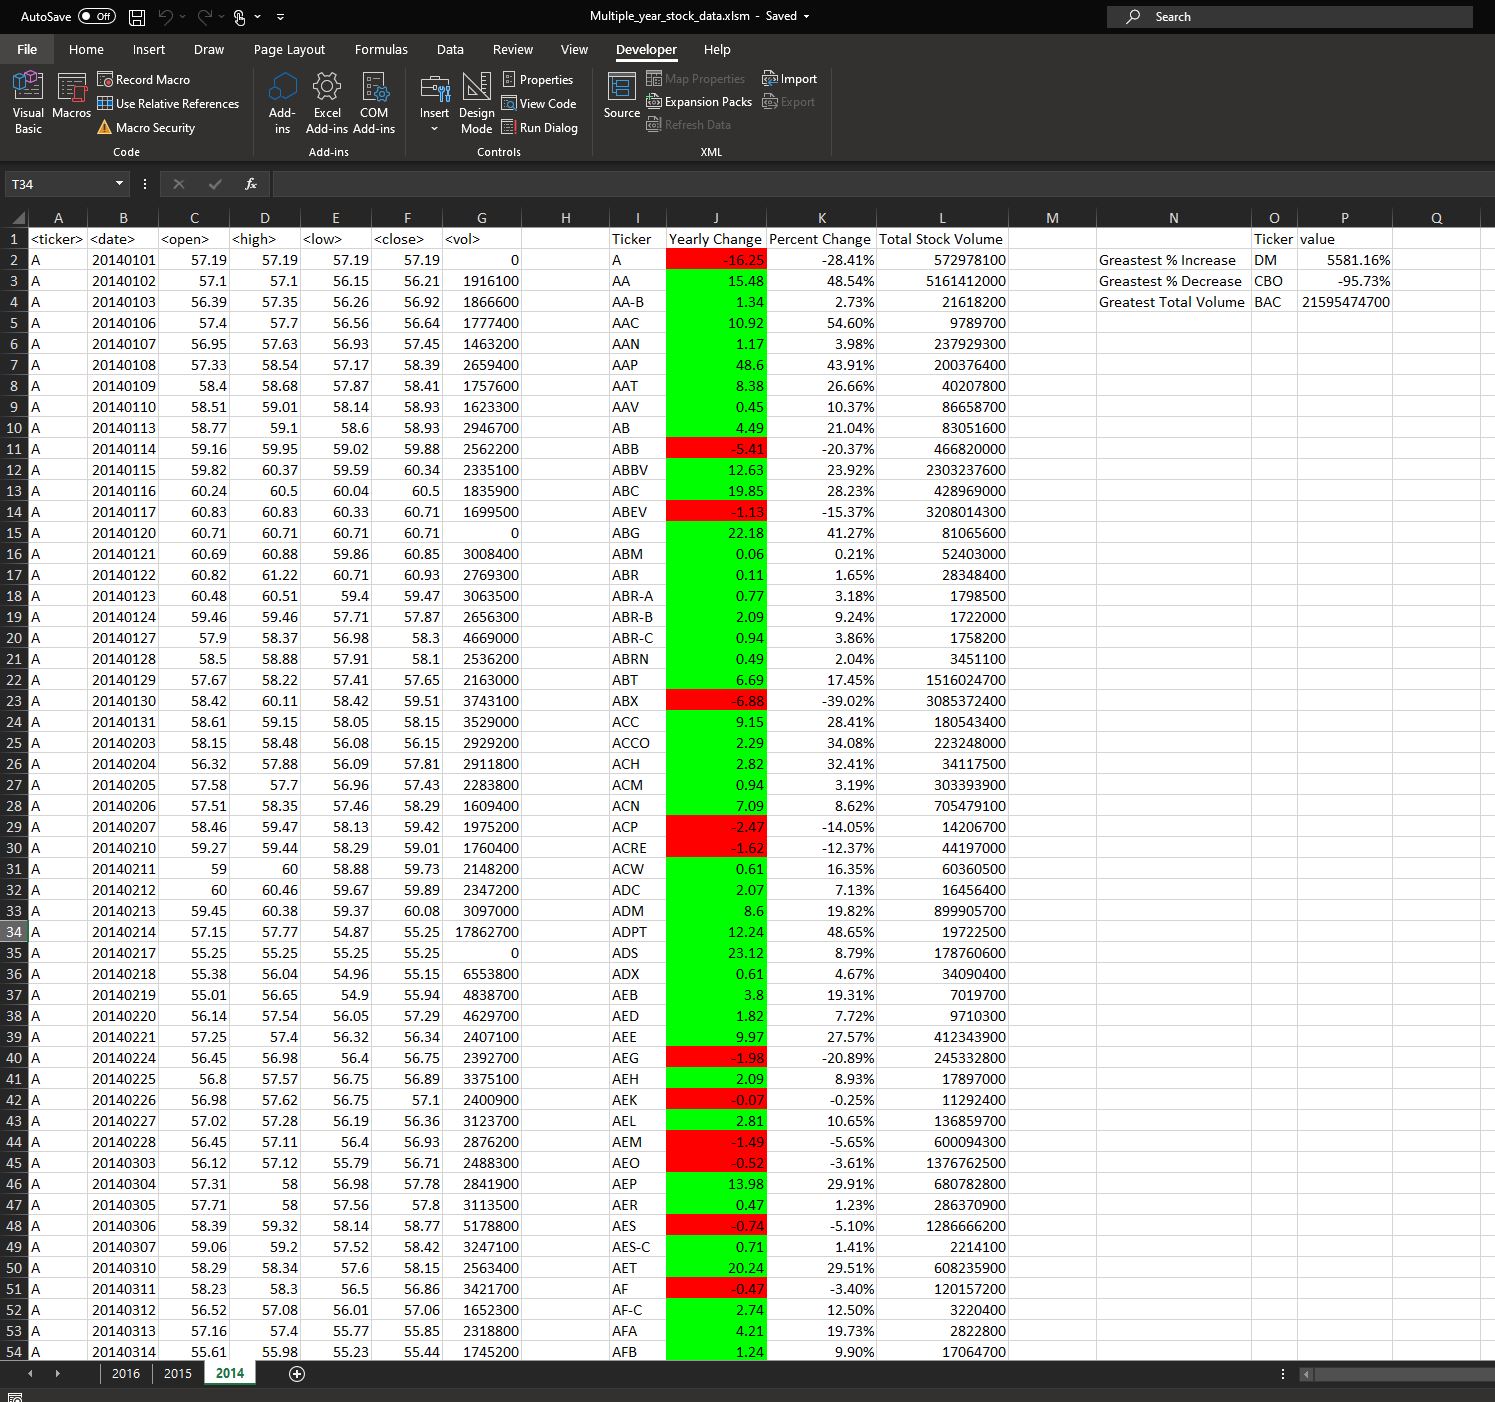 AutoSave Off Multiple_year_stock_data.xlsm - Saved Search
File Home Insert Draw Page Layout Formulas Data Review View Developer Help
Visual Basic Macros Record Macro Use Relative References Macro Security Code
Add-ins Excel Add-ins COM Add-ins Add-ins
Insert Design Mode Properties View Code Run Dialog Controls
Source Map Properties Expansion Packs Refresh Data Import Export XML
T34 fx
A B C D E F G H I J K L M N O P Q
1 <ticker> <date> <open> <high> <low> <close> <vol> Ticker Yearly Change Percent Change Total Stock Volume Ticker value
2 A 20140101 57.19 57.19 57.19 57.19 0 A -16.25 -28.41% 572978100 Greastest % Increase DM 5581.16%
3 A 20140102 57.1 57.1 56.15 56.21 1916100 AA 15.48 48.54% 5161412000 Greastest % Decrease CBO -95.73%
4 A 20140103 56.39 57.35 56.26 56.92 1866600 AA-B 1.34 2.73% 21618200 Greatest Total Volume BAC 21595474700
5 A 20140106 57.4 57.7 56.56 56.64 1777400 AAC 10.92 54.60% 9789700
6 A 20140107 56.95 57.63 56.93 57.45 1463200 AAN 1.17 3.98% 237929300
7 A 20140108 57.33 58.54 57.17 58.39 2659400 AAP 48.6 43.91% 200376400
8 A 20140109 58.4 58.68 57.87 58.41 1757600 AAT 8.38 26.66% 40207800
9 A 20140110 58.51 59.01 58.14 58.93 1623300 AAV 0.45 10.37% 86658700
10 A 20140113 58.77 59.1 58.6 58.93 2946700 AB 4.49 21.04% 83051600
11 A 20140114 59.16 59.95 59.02 59.88 2562200 ABB -5.41 -20.37% 466820000
12 A 20140115 59.82 60.37 59.59 60.34 2335100 ABBV 12.63 23.92% 2303237600
13 A 20140116 60.24 60.5 60.04 60.5 1835900 ABC 19.85 28.23% 428969000
14 A 20140117 60.83 60.83 60.33 60.71 1699500 ABEV -1.13 -15.37% 3208014300
15 A 20140120 60.71 60.71 60.71 60.71 0 ABG 22.18 41.27% 81065600
16 A 20140121 60.69 60.88 59.86 60.85 3008400 ABM 0.06 0.21% 52403000
17 A 20140122 60.82 61.22 60.71 60.93 2769300 ABR 0.11 1.65% 28348400
18 A 20140123 60.48 60.51 59.4 59.47 3063500 ABR-A 0.77 3.18% 1798500
19 A 20140124 59.46 59.46 57.71 57.87 2656300 ABR-B 2.09 9.24% 1722000
20 A 20140127 57.9 58.37 56.98 58.3 4669000 ABR-C 0.94 3.86% 1758200
21 A 20140128 58.5 58.88 57.91 58.1 2536200 ABRN 0.49 2.04% 3451100
22 A 20140129 57.67 58.22 57.41 57.65 2163000 ABT 6.69 17.45% 1516024700
23 A 20140130 58.42 60.11 58.42 59.51 3743100 ABX -6.88 -39.02% 3085372400
24 A 20140131 58.61 59.15 58.05 58.15 3529000 ACC 9.15 28.41% 180543400
25 A 20140203 58.15 58.48 56.08 56.15 2929200 ACCO 2.29 34.08% 223248000
26 A 20140204 56.32 57.88 56.09 57.81 2911800 ACH 2.82 32.41% 34117500
27 A 20140205 57.58 57.7 56.96 57.43 2283800 ACM 0.94 3.19% 303393900
28 A 20140206 57.51 58.35 57.46 58.29 1609400 ACN 7.09 8.62% 705479100
29 A 20140207 58.46 59.47 58.13 59.42 1975200 ACP -2.47 -14.05% 14206700
30 A 20140210 59.27 59.44 58.29 59.01 1760400 ACRE -1.62 -12.37% 44197000
31 A 20140211 59 60 58.88 59.73 2148200 ACW 0.61 16.35% 60360500
32 A 20140212 60 60.46 59.67 59.89 2347200 ADC 2.07 7.13% 16456400
33 A 20140213 59.45 60.38 59.37 60.08 3097000 ADM 8.6 19.82% 899905700
34 A 20140214 57.15 57.77 54.87 55.25 17862700 ADPT 12.24 48.65% 19722500
35 A 20140217 55.25 55.25 55.25 55.25 0 ADS 23.12 8.79% 178760600
36 A 20140218 55.38 56.04 54.96 55.15 6553800 ADX 0.61 4.67% 34090400
37 A 20140219 55.01 56.65 54.9 55.94 4838700 AEB 3.8 19.31% 7019700
38 A 20140220 56.14 57.54 56.05 57.29 4629700 AED 1.82 7.72% 9710300
39 A 20140221 57.25 57.4 56.32 56.34 2407100 AEE 9.97 27.57% 412343900
40 A 20140224 56.45 56.98 56.4 56.75 2392700 AEG -1.98 -20.89% 245332800
41 A 20140225 56.8 57.57 56.75 56.89 3375100 AEH 2.09 8.93% 17897000
42 A 20140226 56.98 57.62 56.75 57.1 2400900 AEK -0.07 -0.25% 11292400
43 A 20140227 57.02 57.28 56.19 56.36 3123700 AEL 2.81 10.65% 136859700
44 A 20140228 56.45 57.11 56.4 56.93 2876200 AEM -1.49 -5.65% 600094300
45 A 20140303 56.12 57.12 55.79 56.71 2488300 AEO -0.52 -3.61% 1376762500
46 A 20140304 57.31 58 56.98 57.78 2841900 AEP 13.98 29.91% 680782800
47 A 20140305 57.71 58 57.56 57.8 3113500 AER 0.47 1.23% 286370900
48 A 20140306 58.39 59.32 58.14 58.77 5178800 AES -0.74 -5.10% 1286666200
49 A 20140307 59.06 59.2 57.52 58.42 3247100 AES-C 0.71 1.41% 2214100
50 A 20140310 58.29 58.34 57.6 58.15 2563400 AET 20.24 29.51% 608235900
51 A 20140311 58.23 58.3 56.5 56.86 3421700 AF -0.47 -3.40% 120157200
52 A 20140312 56.52 57.08 56.01 57.06 1652300 AF-C 2.74 12.50% 3220400
53 A 20140313 57.16 57.4 55.77 55.85 2318800 AFA 4.21 19.73% 2822800
54 A 20140314 55.61 55.98 55.23 55.44 1745200 AFB 1.24 9.90% 17064700
2016 2015 2014